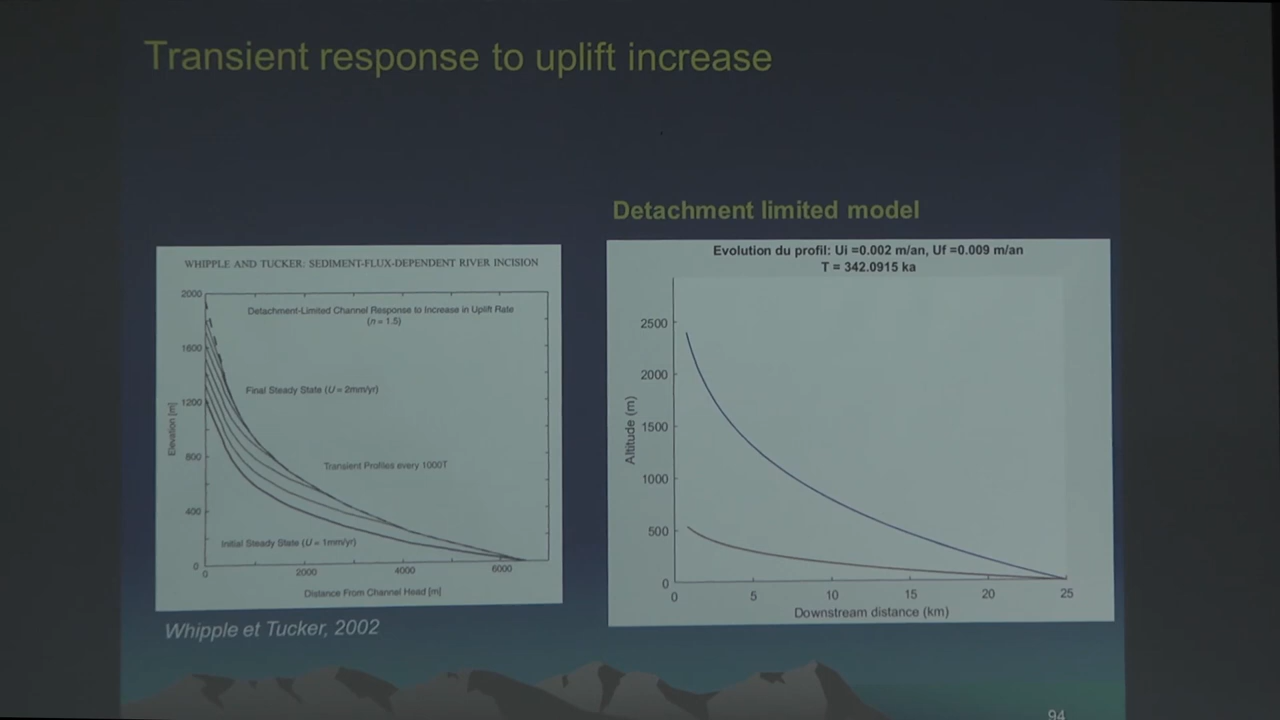 Transient response to uplift increase
Detachment limited model
WHIPPLE AND TUCKER: SEDIMENT-FLUX-DEPENDENT RIVER INCISION
Detachment-Limited Channel Response to Increase in Uplift Rate
(n = 1.5)
Final Steady State (U = 2mm/yr)
Transient Profiles every 1000T
Initial Steady State (U = 1mm/yr)
Elevation [m]
2000
1600
1200
800
400
0
0 2000 4000 6000
Distance From Channel Head [m]
Whipple et Tucker, 2002
Evolution du profil: Ui =0.002 m/an, Uf =0.009 m/an
T = 342.0915 ka
Altitude (m)
2500
2000
1500
1000
500
0
0 5 10 15 20 25
Downstream distance (km)
94